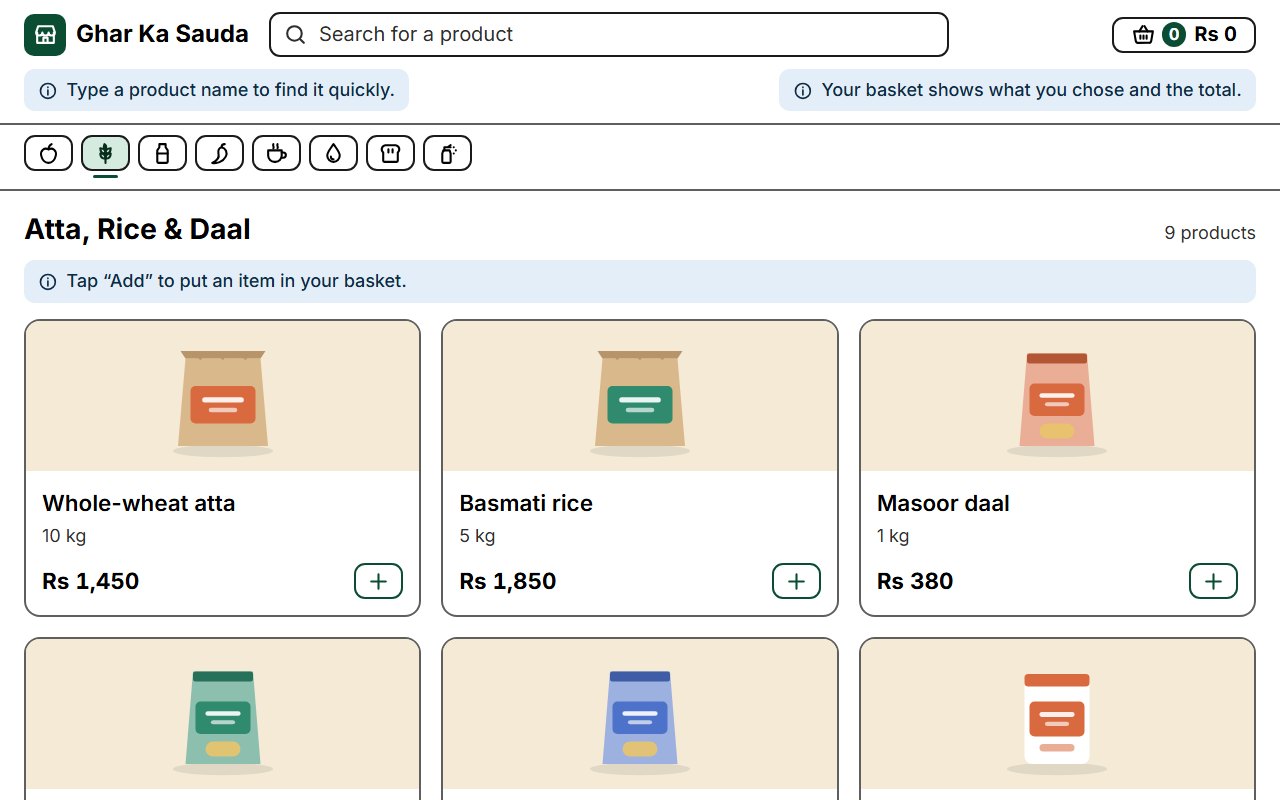 Ghar Ka Sauda
Search for a product
0 Rs 0
Type a product name to find it quickly.
Your basket shows what you chose and the total.
Atta, Rice & Daal
9 products
Tap “Add” to put an item in your basket.
Whole-wheat atta
10 kg
Rs 1,450
Basmati rice
5 kg
Rs 1,850
Masoor daal
1 kg
Rs 380